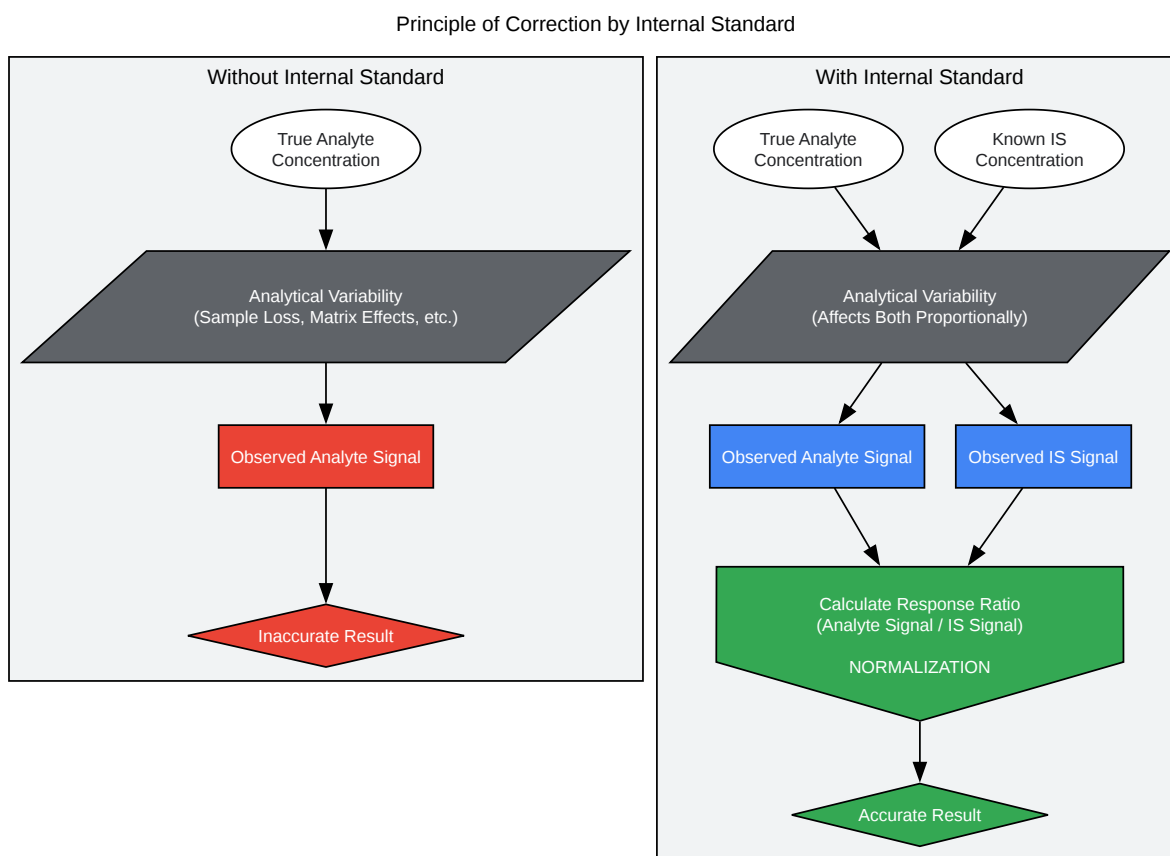 Principle of Correction by Internal Standard
Without Internal Standard
True Analyte
Concentration
Analytical Variability
(Sample Loss, Matrix Effects, etc.)
Observed Analyte Signal
Inaccurate Result
With Internal Standard
True Analyte
Concentration
Known IS
Concentration
Analytical Variability
(Affects Both Proportionally)
Observed Analyte Signal
Observed IS Signal
Calculate Response Ratio
(Analyte Signal / IS Signal)
NORMALIZATION
Accurate Result